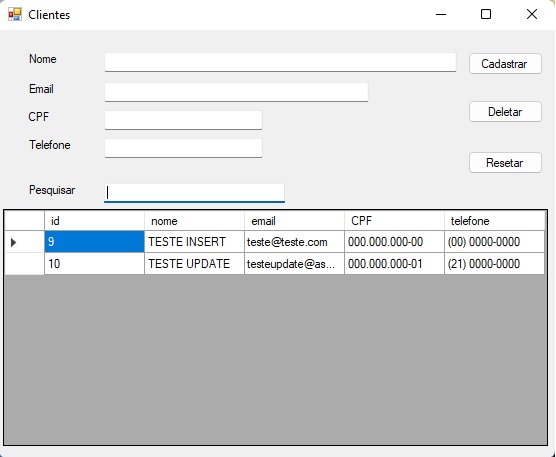 Clientes
Nome
Cadastrar
Email
Deletar
CPF
Telefone
Resetar
Pesquisar
id nome email CPF telefone
9 TESTE INSERT teste@teste.com 000.000.000-00 (00) 0000-0000
10 TESTE UPDATE testeupdate@as... 000.000.000-01 (21) 0000-0000